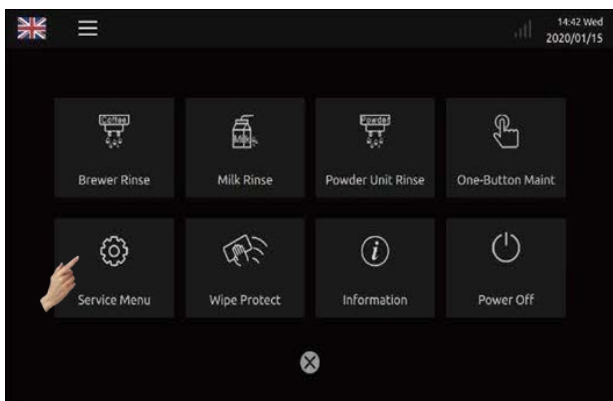 14:42 Wed
2020/01/15
Coffee
Milk
Powder
Brewer Rinse
Milk Rinse
Powder Unit Rinse
One-Button Maint
Service Menu
Wipe Protect
Information
Power Off